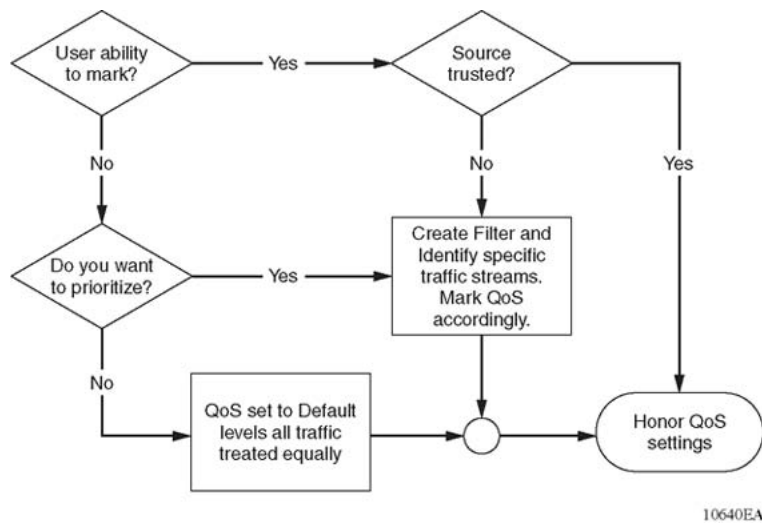 User ability
to mark?
Yes
Source
trusted?
No
No
Yes
Do you want
to prioritize?
Yes
Create Filter and
Identify specific
traffic streams.
Mark QoS
accordingly.
No
QoS set to Default
levels all traffic
treated equally
Honor QoS
settings
10640EA